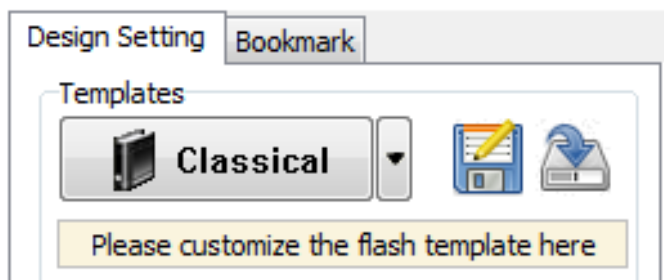 Design Setting Bookmark
Templates
Classical
Please customize the flash template here